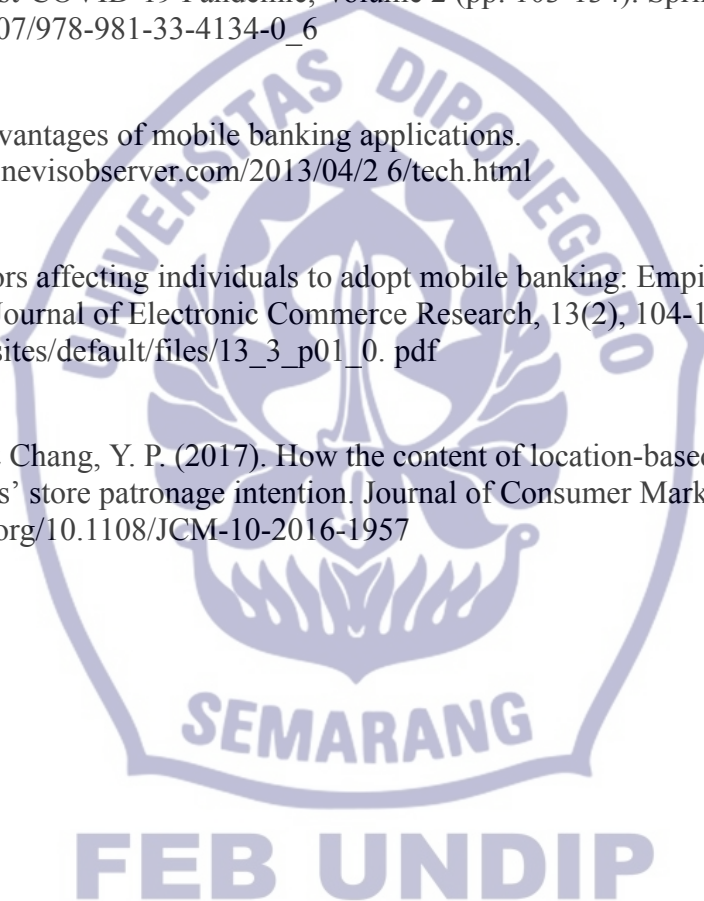 COVID-19 Pandemic, Volume 2 (pp. 103-134).
07/978-981-33-4134-0_6
vantages of mobile banking applications.
nevisobserver.com/2013/04/2 6/tech.html
ors affecting individuals to adopt mobile banking: Empi
Journal of Electronic Commerce Research, 13(2), 104-1
sites/default/files/13_3_p01_0. pdf
Chang, Y. P. (2017). How the content of location-based
s’ store patronage intention. Journal of Consumer Mark
org/10.1108/JCM-10-2016-1957
UNIVERSITAS DIPONEGORO
SEMARANG
FEB UNDIP